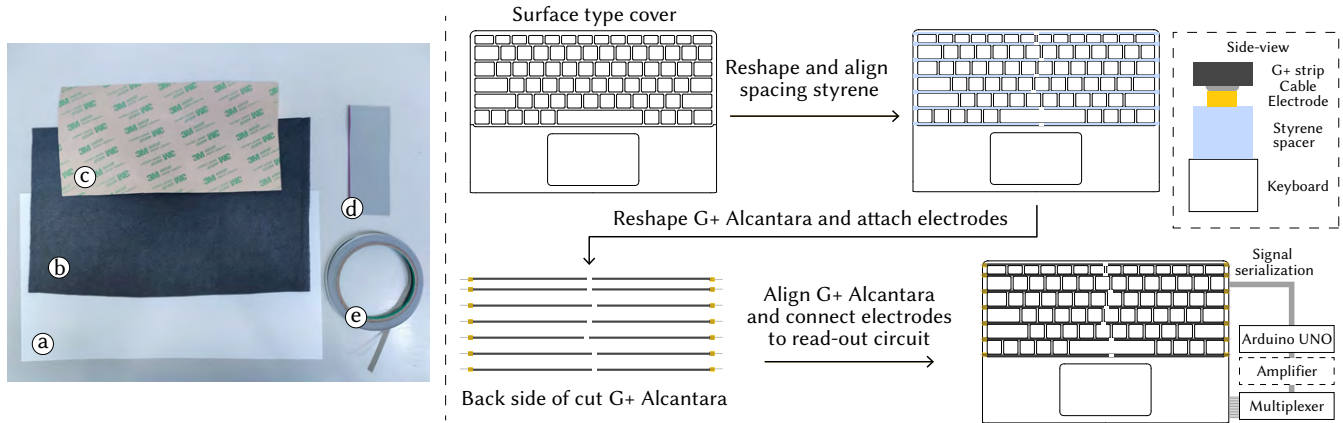 a
b
c
3M
d
e
Surface type cover
Reshape and align
spacing styrene
Side-view
G+ strip
Cable
Electrode
Styrene
spacer
Keyboard
Reshape G+ Alcantara and attach electrodes
Back side of cut G+ Alcantara
Align G+ Alcantara
and connect electrodes
to read-out circuit
Signal
serialization
Arduino UNO
Amplifier
Multiplexer